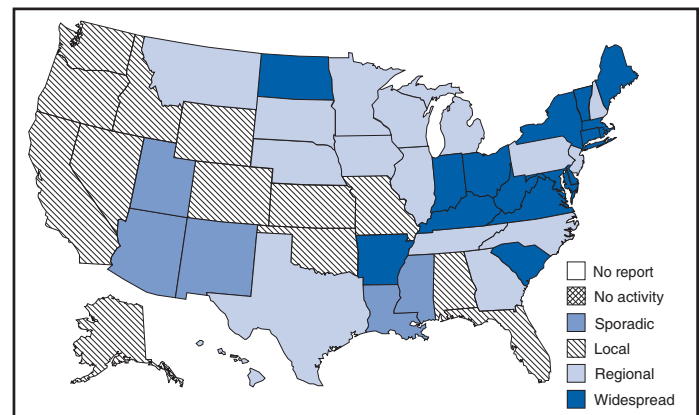 No report
No activity
Sporadic
Local
Regional
Widespread